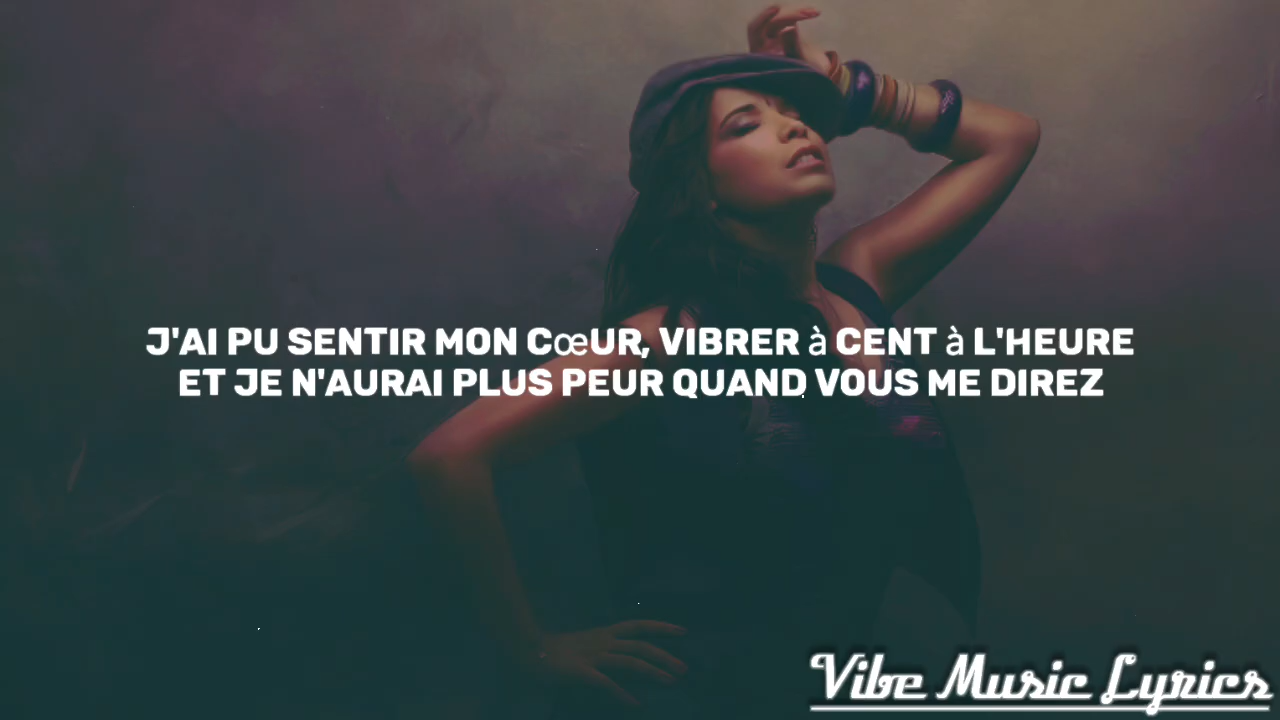 J'AI PU SENTIR MON CœUR, VIBRER à CENT à L'HEURE
ET JE N'AURAI PLUS PEUR QUAND VOUS ME DIREZ
Vibe Music Lyrics